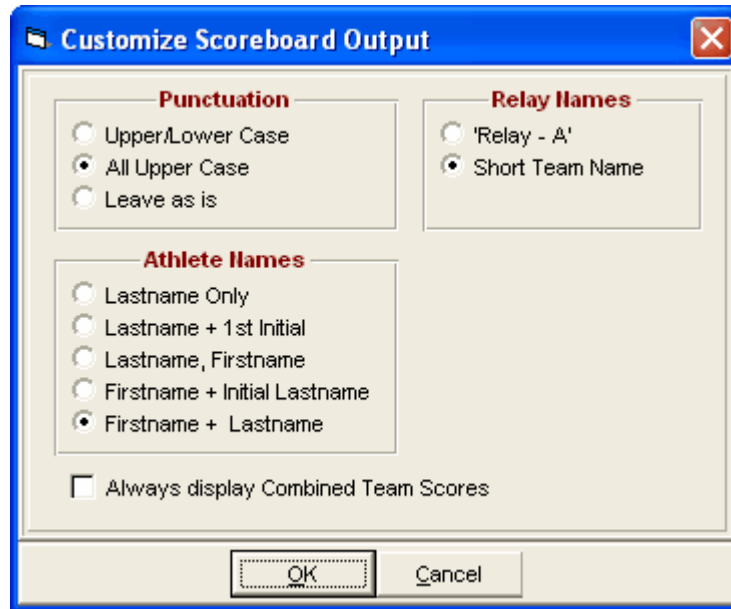 Customize Scoreboard Output
Punctuation
Upper/Lower Case
All Upper Case
Leave as is
Relay Names
'Relay - A'
Short Team Name
Athlete Names
Lastname Only
Lastname + 1st Initial
Lastname, Firstname
Firstname + Initial Lastname
Firstname + Lastname
Always display Combined Team Scores
OK
Cancel